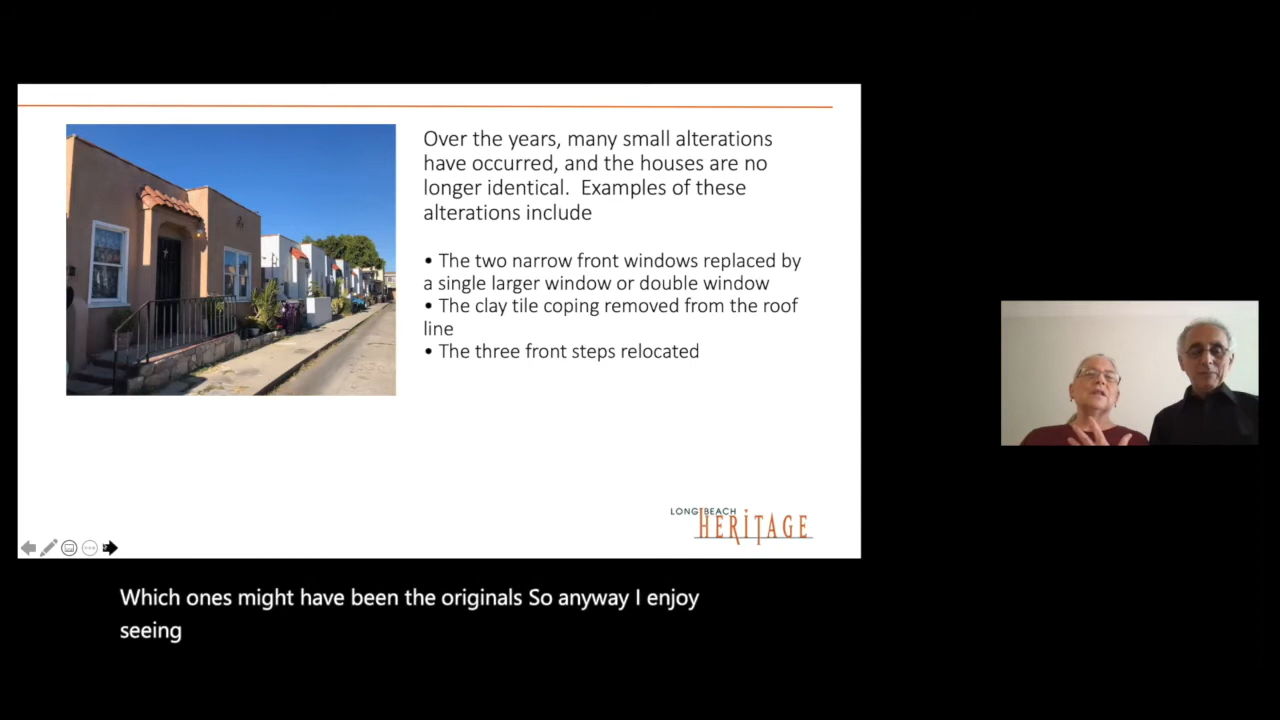 Over the years, many small alterations
have occurred, and the houses are no
longer identical.  Examples of these
alterations include
• The two narrow front windows replaced by
a single larger window or double window
• The clay tile coping removed from the roof
line
• The three front steps relocated
LONG BEACH
HERITAGE
Which ones might have been the originals So anyway I enjoy
seeing